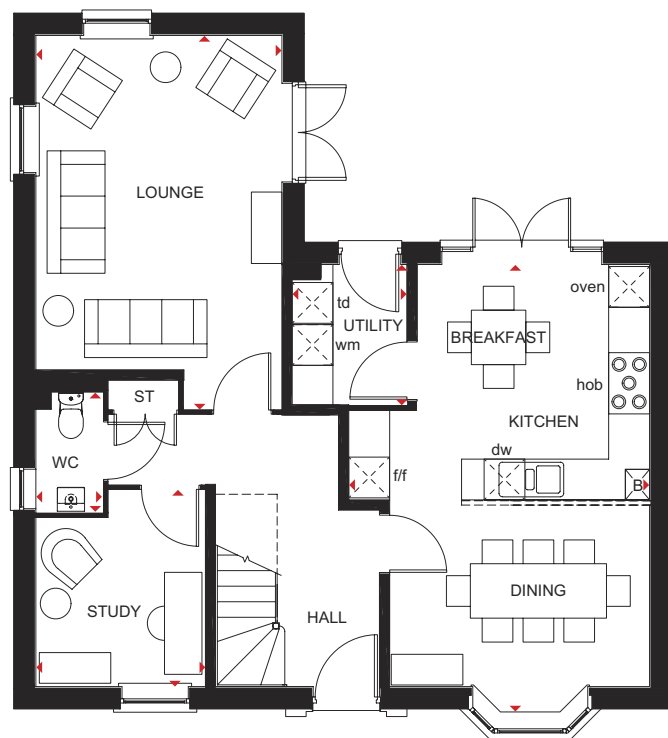 LOUNGE
oven
td
UTILITY
BREAKFAST
wm
hob
ST
KITCHEN
dw
WC
f/f
B
DINING
STUDY
HALL